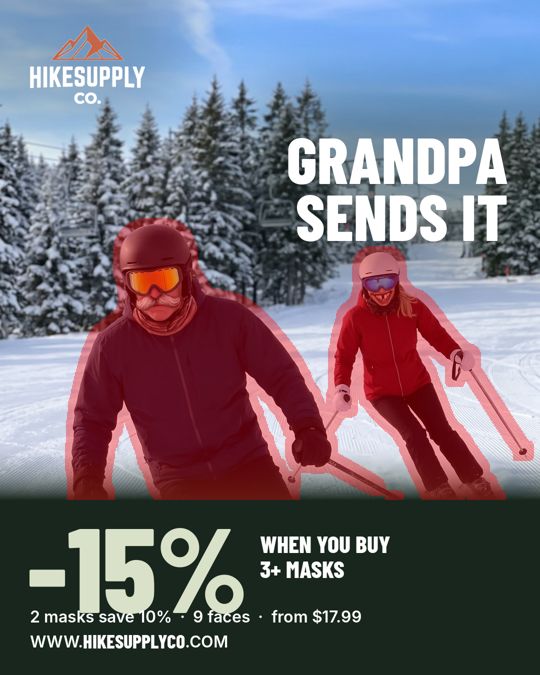 HIKESUPPLY
CO.
GRANDPA
SENDS IT
-15%
WHEN YOU BUY
3+ MASKS
2 masks save 10% · 9 faces · from $17.99
WWW.HIKESUPPLYCO.COM